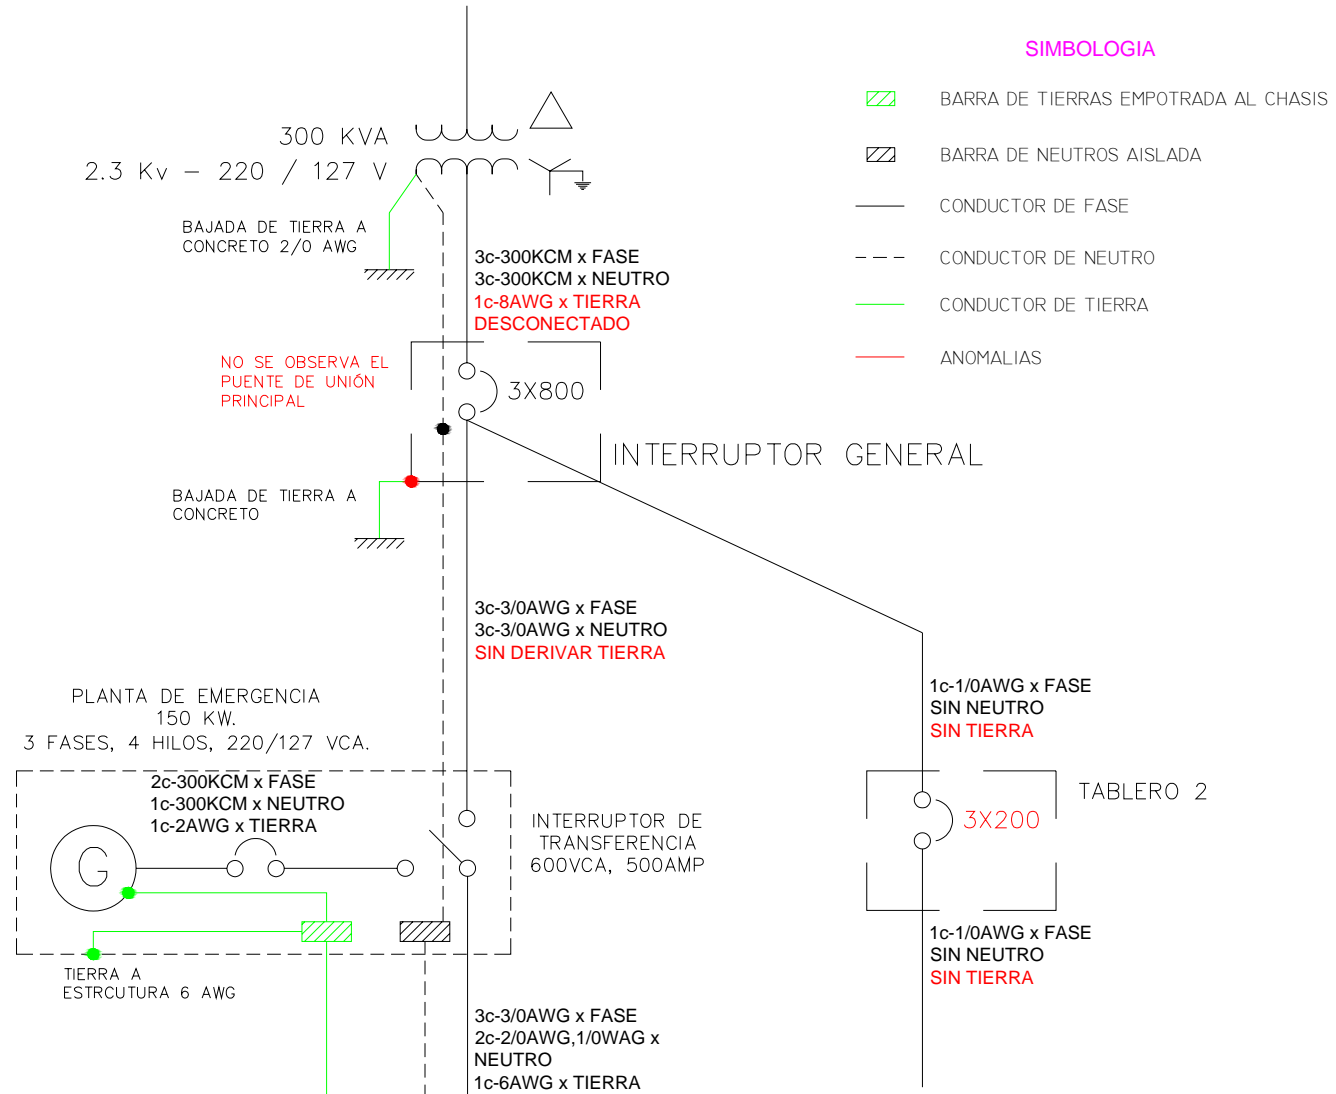 SIMBOLOGIA
BARRA DE TIERRAS EMPOTRADA AL CHASIS
BARRA DE NEUTROS AISLADA
CONDUCTOR DE FASE
CONDUCTOR DE NEUTRO
CONDUCTOR DE TIERRA
ANOMALIAS
300 KVA
2.3 Kv – 220 / 127 V
BAJADA DE TIERRA A
CONCRETO 2/0 AWG
3c-300KCM x FASE
3c-300KCM x NEUTRO
1c-8AWG x TIERRA
DESCONECTADO
NO SE OBSERVA EL
PUENTE DE UNIÓN
PRINCIPAL
3X800
INTERRUPTOR GENERAL
BAJADA DE TIERRA A
CONCRETO
3c-3/0AWG x FASE
3c-3/0AWG x NEUTRO
SIN DERIVAR TIERRA
1c-1/0AWG x FASE
SIN NEUTRO
SIN TIERRA
PLANTA DE EMERGENCIA
150 KW.
3 FASES, 4 HILOS, 220/127 VCA.
2c-300KCM x FASE
1c-300KCM x NEUTRO
1c-2AWG x TIERRA
G
INTERRUPTOR DE
TRANSFERENCIA
600VCA, 500AMP
TABLERO 2
3X200
TIERRA A
ESTRCUTURA 6 AWG
1c-1/0AWG x FASE
SIN NEUTRO
SIN TIERRA
3c-3/0AWG x FASE
2c-2/0AWG,1/0WAG x
NEUTRO
1c-6AWG x TIERRA